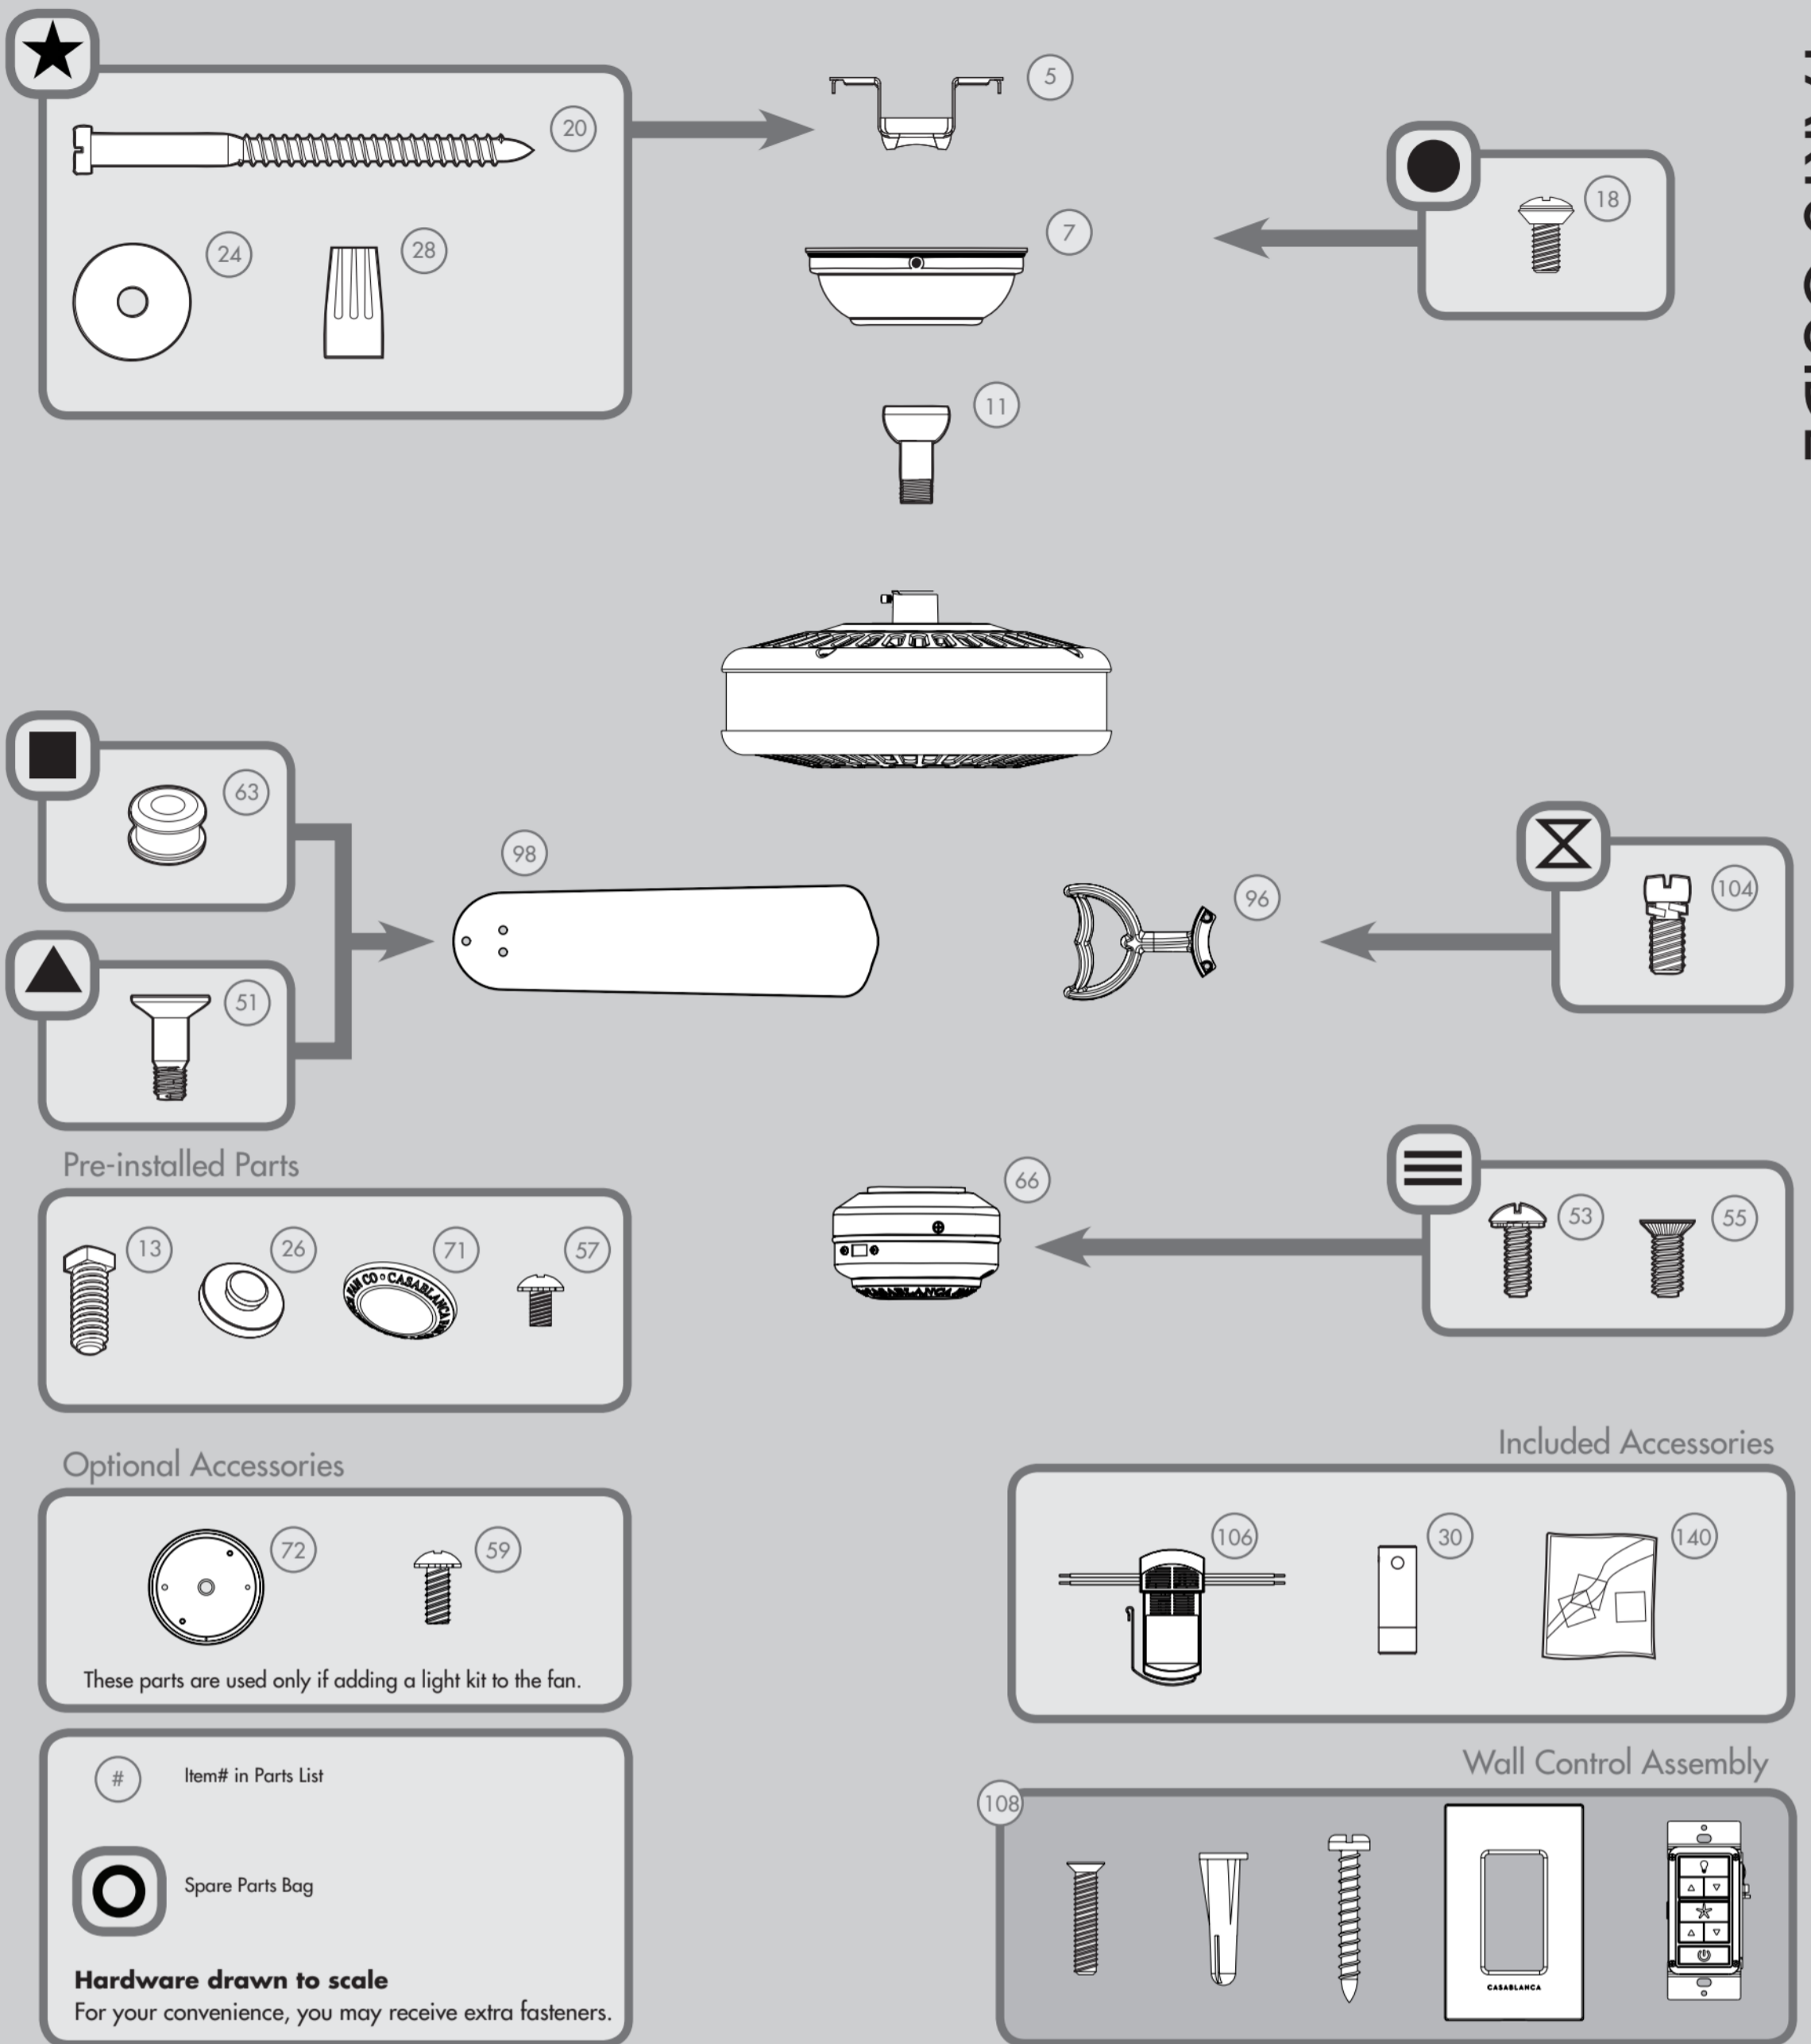 5
20
18
7
24
28
11
63
98
96
104
51
Pre-installed Parts
66
13
26
71
57
FAN CO • CASABLANCA
53
55
Included Accessories
Optional Accessories
72
59
106
30
140
These parts are used only if adding a light kit to the fan.
Wall Control Assembly
# Item# in Parts List
108
Spare Parts Bag
Hardware drawn to scale
For your convenience, you may receive extra fasteners.
CASABLANCA